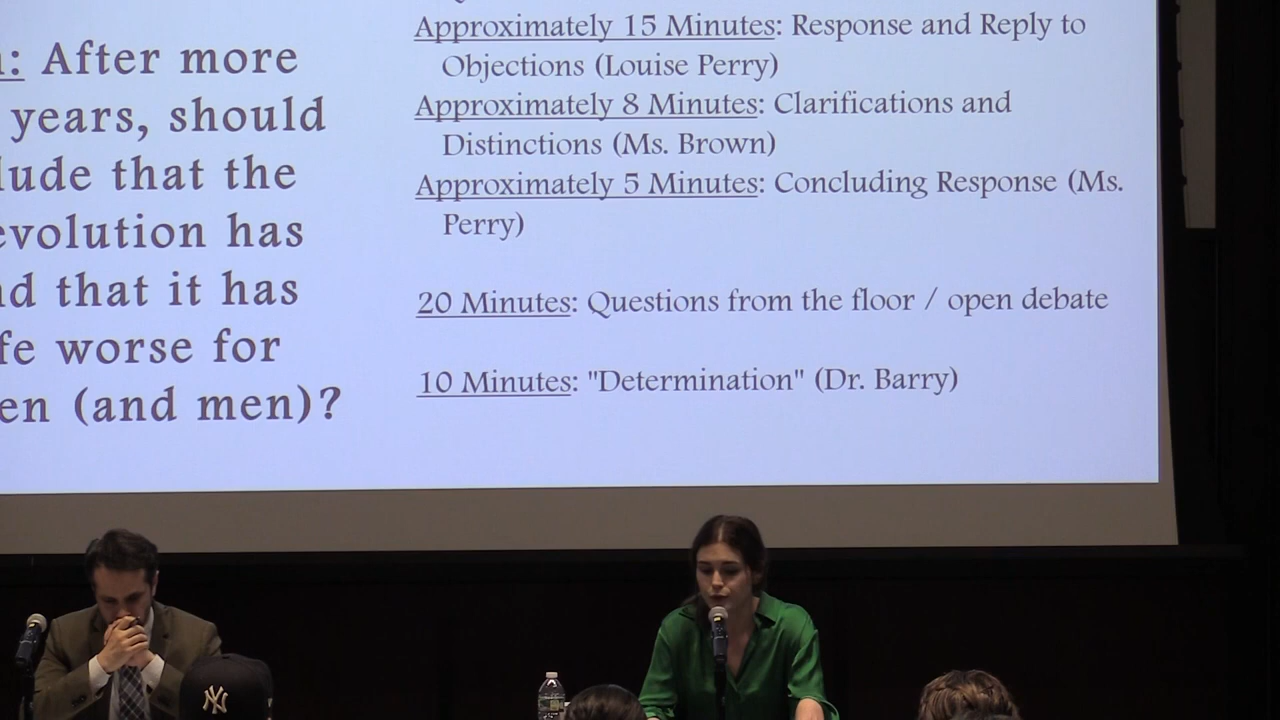 : After more
years, should
lude that the
evolution has
nd that it has
fe worse for
en (and men)?
Approximately 15 Minutes: Response and Reply to
Objections (Louise Perry)
Approximately 8 Minutes: Clarifications and
Distinctions (Ms. Brown)
Approximately 5 Minutes: Concluding Response (Ms.
Perry)
20 Minutes: Questions from the floor / open debate
10 Minutes: "Determination" (Dr. Barry)
NY